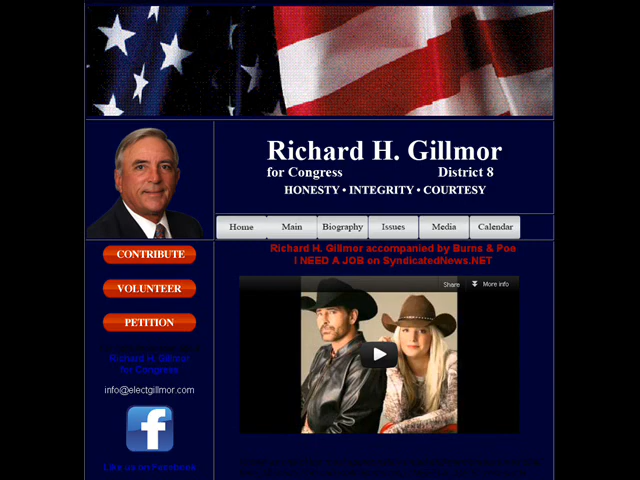 Richard H. Gillmor
for Congress District 8
HONESTY • INTEGRITY • COURTESY
Home Main Biography Issues Media Calendar
CONTRIBUTE
VOLUNTEER
PETITION
Richard H. Gillmor
for Congress
info@electgillmor.com
f
Like us on Facebook
Richard H. Gillmor accompanied by Burns & Poe
I NEED A JOB on SyndicatedNews.NET
Share More info